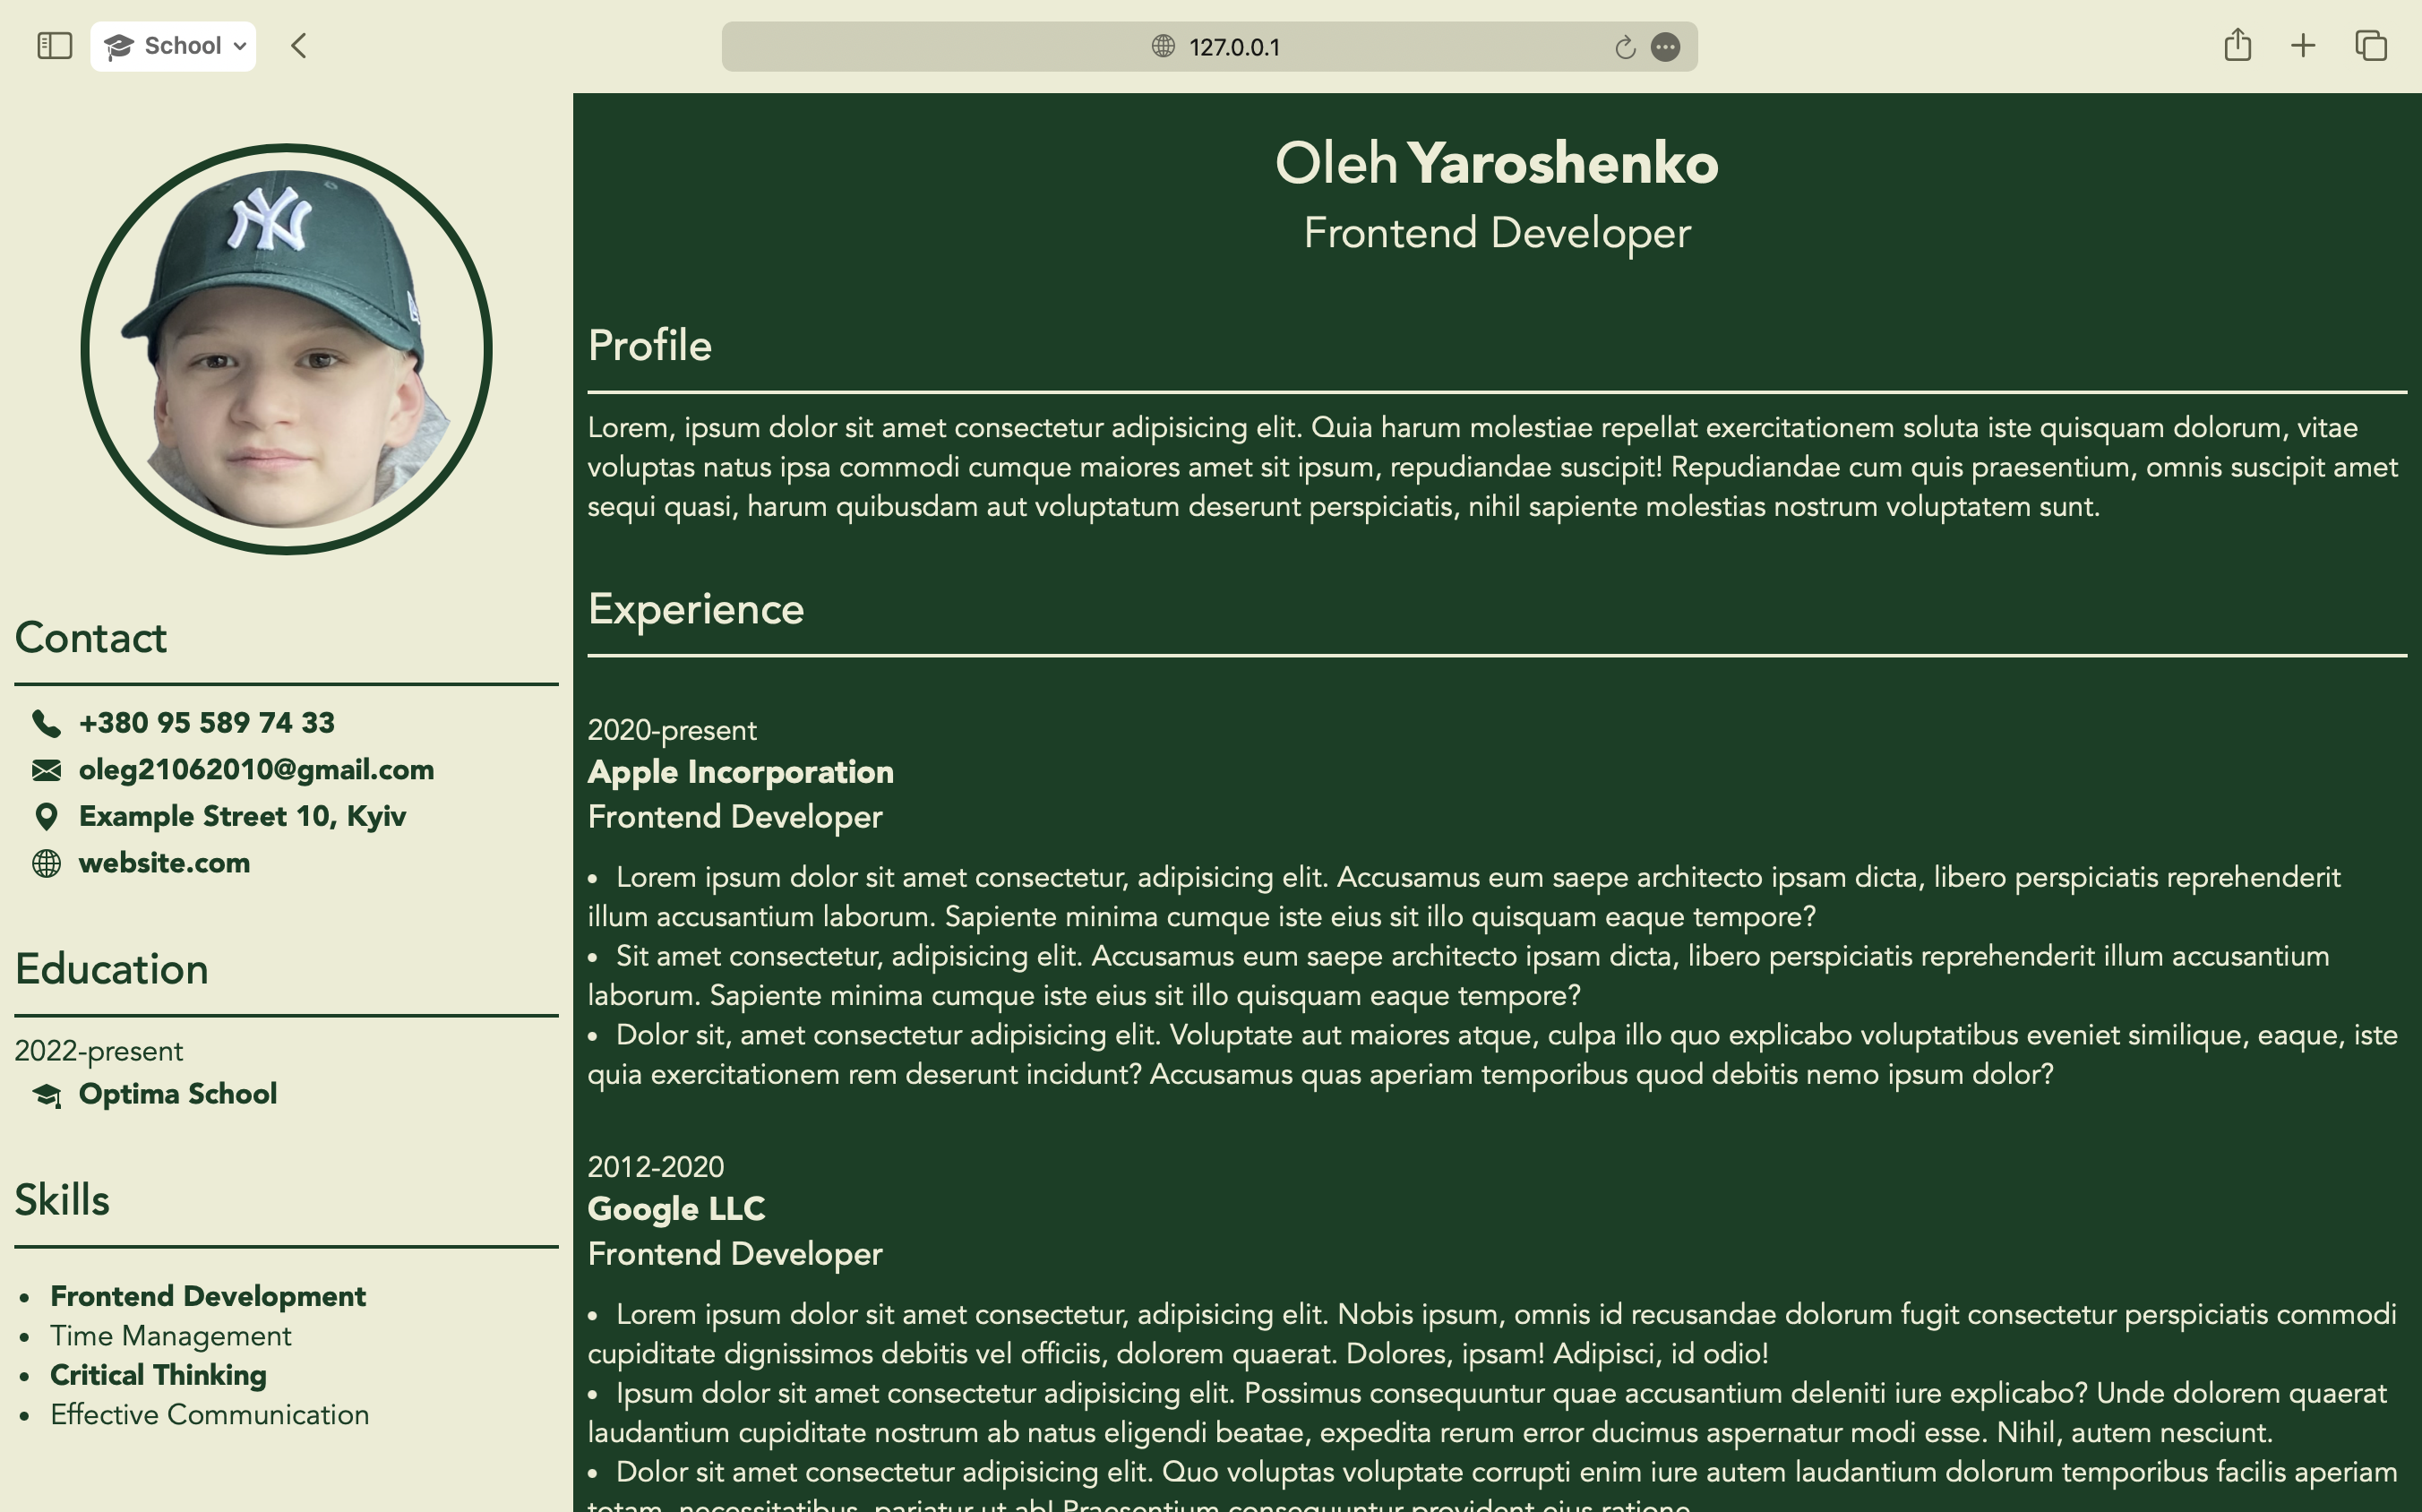 School
127.0.0.1
NY
Contact
+380 95 589 74 33
oleg21062010@gmail.com
Example Street 10, Kyiv
website.com
Education
2022-present
Optima School
Skills
• Frontend Development
• Time Management
• Critical Thinking
• Effective Communication
Oleh Yaroshenko
Frontend Developer
Profile
Lorem, ipsum dolor sit amet consectetur adipisicing elit. Quia harum molestiae repellat exercitationem soluta iste quisquam dolorum, vitae
voluptas natus ipsa commodi cumque maiores amet sit ipsum, repudiandae suscipit! Repudiandae cum quis praesentium, omnis suscipit amet
sequi quasi, harum quibusdam aut voluptatum deserunt perspiciatis, nihil sapiente molestias nostrum voluptatem sunt.
Experience
2020-present
Apple Incorporation
Frontend Developer
• Lorem ipsum dolor sit amet consectetur, adipisicing elit. Accusamus eum saepe architecto ipsam dicta, libero perspiciatis reprehenderit
illum accusantium laborum. Sapiente minima cumque iste eius sit illo quisquam eaque tempore?
• Sit amet consectetur, adipisicing elit. Accusamus eum saepe architecto ipsam dicta, libero perspiciatis reprehenderit illum accusantium
laborum. Sapiente minima cumque iste eius sit illo quisquam eaque tempore?
• Dolor sit, amet consectetur adipisicing elit. Voluptate aut maiores atque, culpa illo quo explicabo voluptatibus eveniet similique, eaque, iste
quia exercitationem rem deserunt incidunt? Accusamus quas aperiam temporibus quod debitis nemo ipsum dolor?
2012-2020
Google LLC
Frontend Developer
• Lorem ipsum dolor sit amet consectetur, adipisicing elit. Nobis ipsum, omnis id recusandae dolorum fugit consectetur perspiciatis commodi
cupiditate dignissimos debitis vel officiis, dolorem quaerat. Dolores, ipsam! Adipisci, id odio!
• Ipsum dolor sit amet consectetur adipisicing elit. Possimus consequuntur quae accusantium deleniti iure explicabo? Unde dolorem quaerat
laudantium cupiditate nostrum ab natus eligendi beatae, expedita rerum error ducimus aspernatur modi esse. Nihil, autem nesciunt.
• Dolor sit amet consectetur adipisicing elit. Quo voluptas voluptate corrupti enim iure autem laudantium dolorum temporibus facilis aperiam
totam, necessitatibus, pariatur ut ab! Praesentium consequuntur provident eius ratione